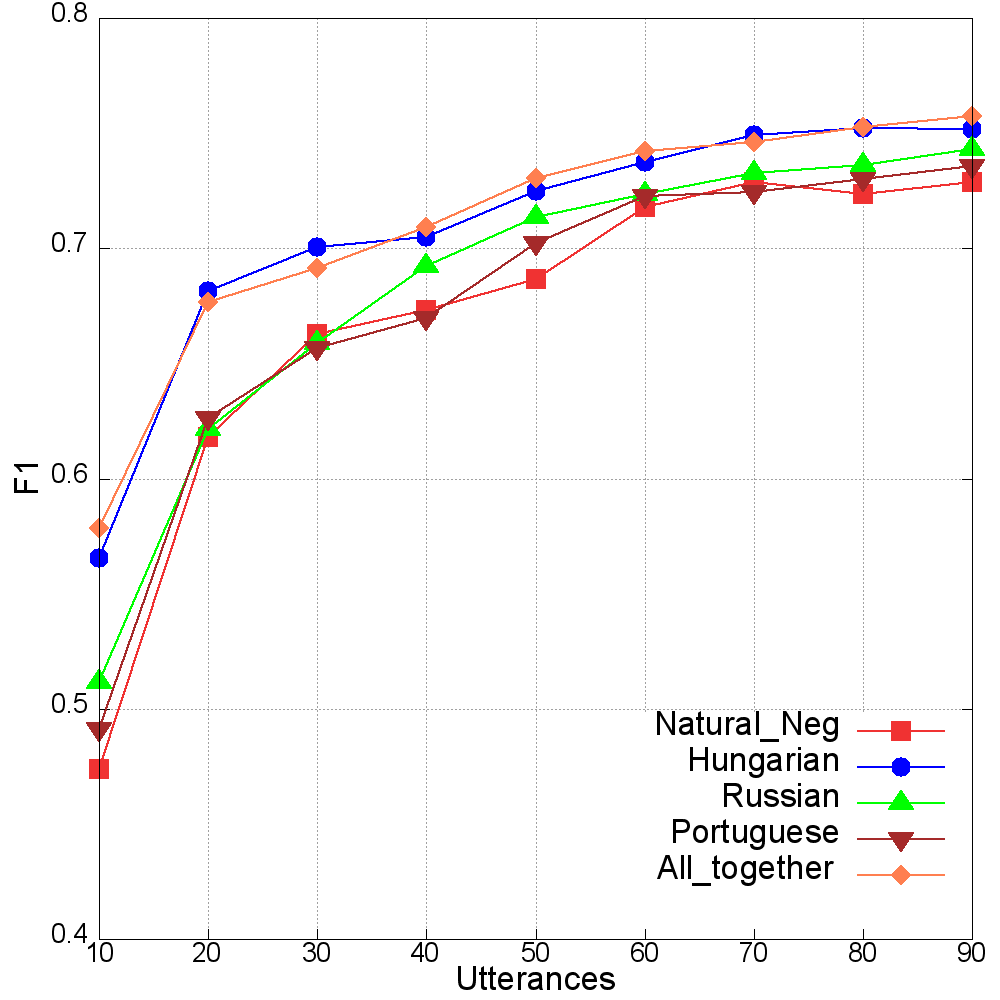 0.8
0.7
0.6
0.5
0.4
F1
Natural_Neg
Hungarian
Russian
Portuguese
All_together
10 20 30 40 50 60 70 80 90
Utterances